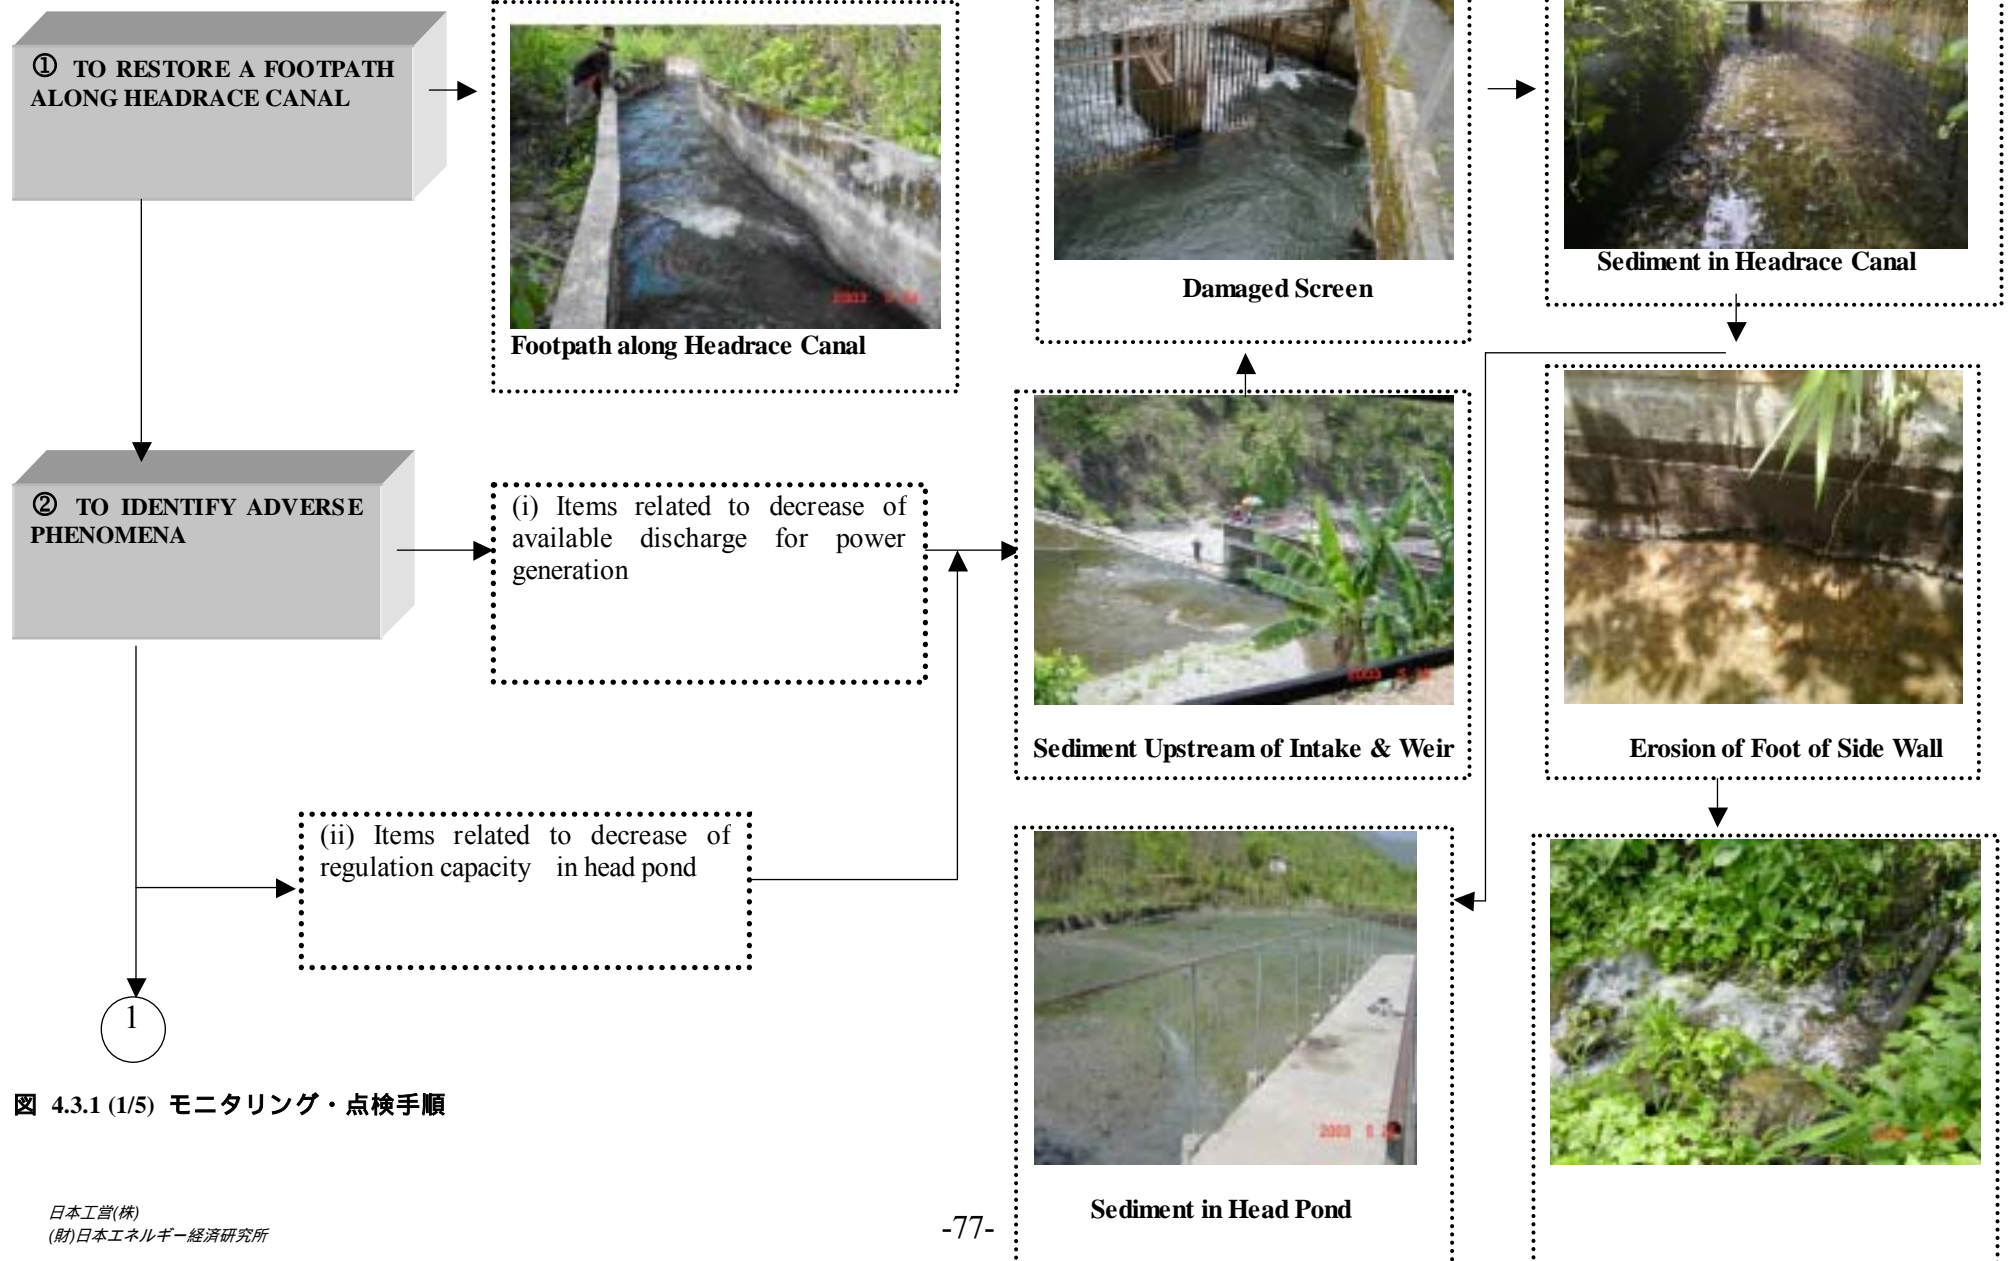 ① TO RESTORE A FOOTPATH
ALONG HEADRACE CANAL
Footpath along Headrace Canal
Damaged Screen
Sediment in Headrace Canal
② TO IDENTIFY ADVERSE
PHENOMENA
(i) Items related to decrease of
available discharge for power
generation
Sediment Upstream of Intake & Weir
Erosion of Foot of Side Wall
(ii) Items related to decrease of
regulation capacity in head pond
1
Sediment in Head Pond
図 4.3.1 (1/5) モニタリング・点検手順
日本工営(株)
(財)日本エネルギー経済研究所
-77-